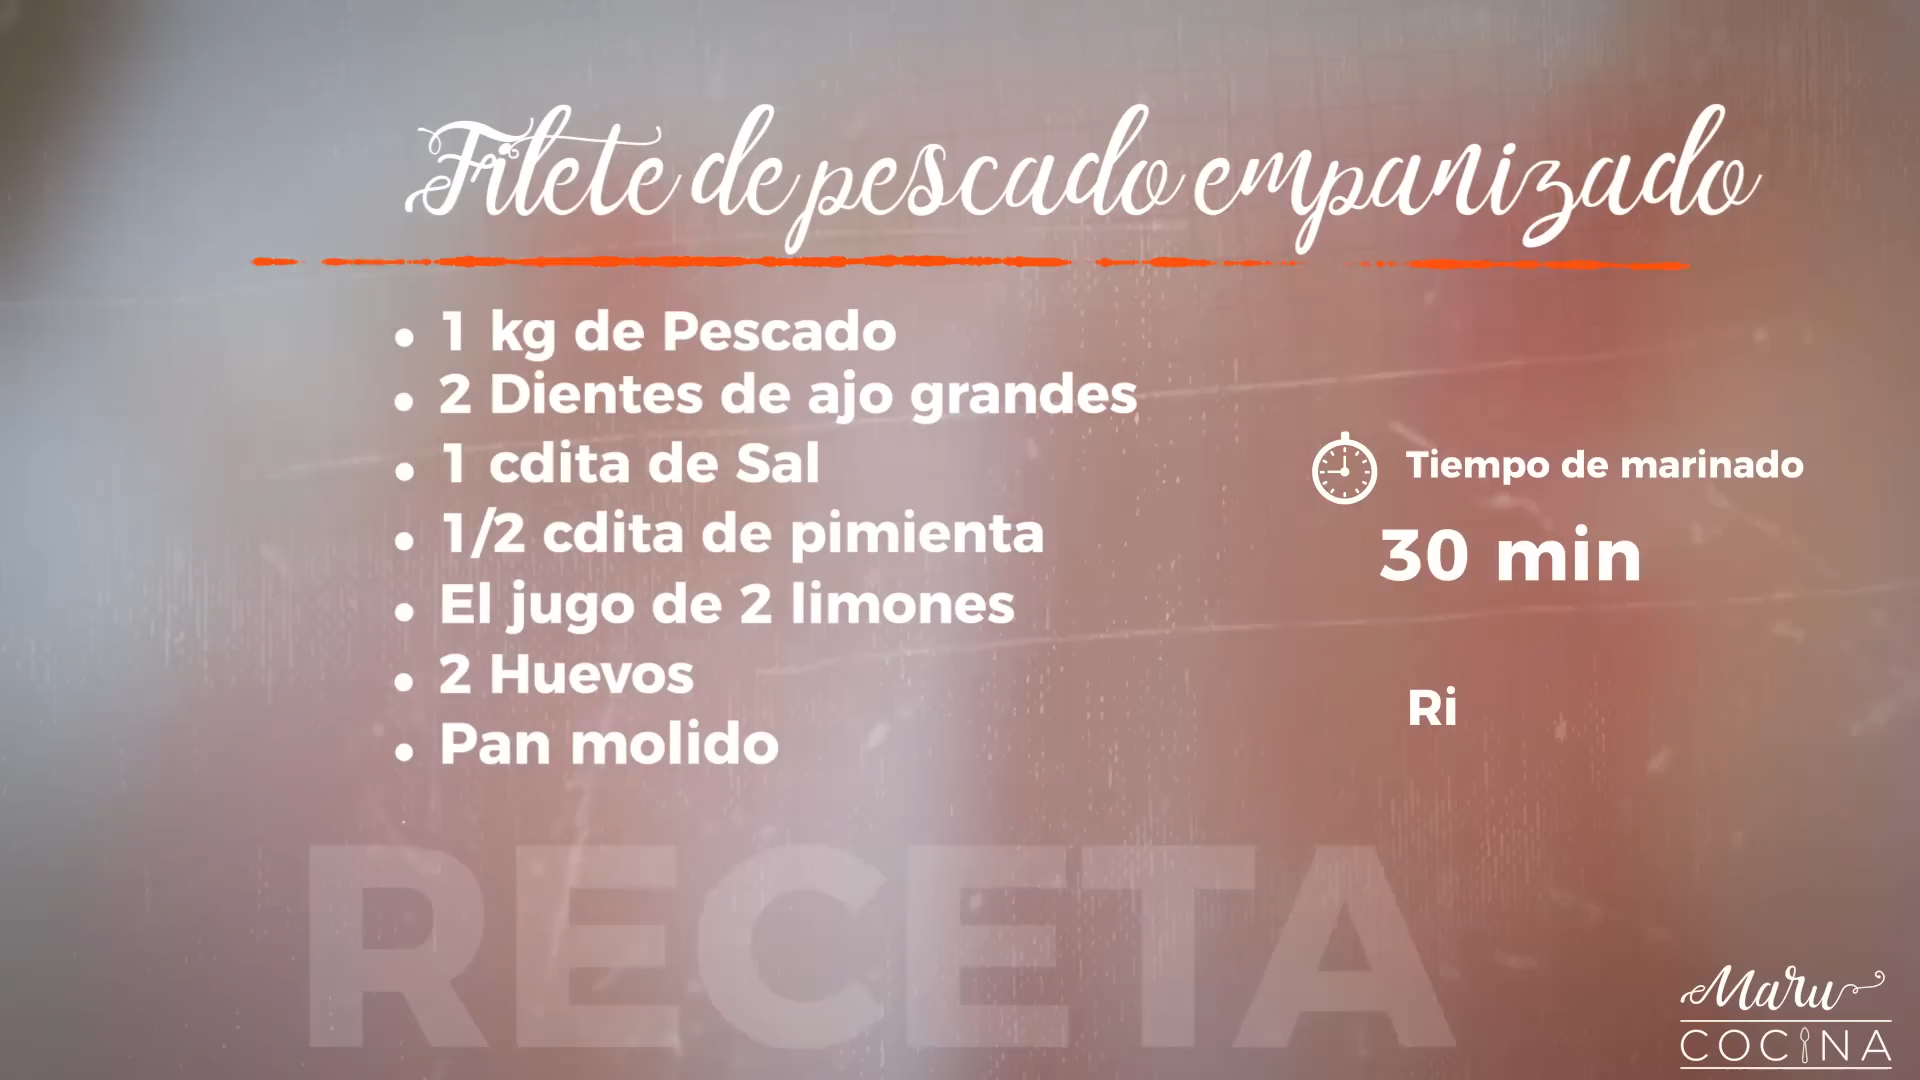 Filete de pescado empanizado
1 kg de Pescado
2 Dientes de ajo grandes
1 cdita de Sal
1/2 cdita de pimienta
El jugo de 2 limones
2 Huevos
Pan molido
Tiempo de marinado
30 min
Ri
RECETA
Maru
COCINA